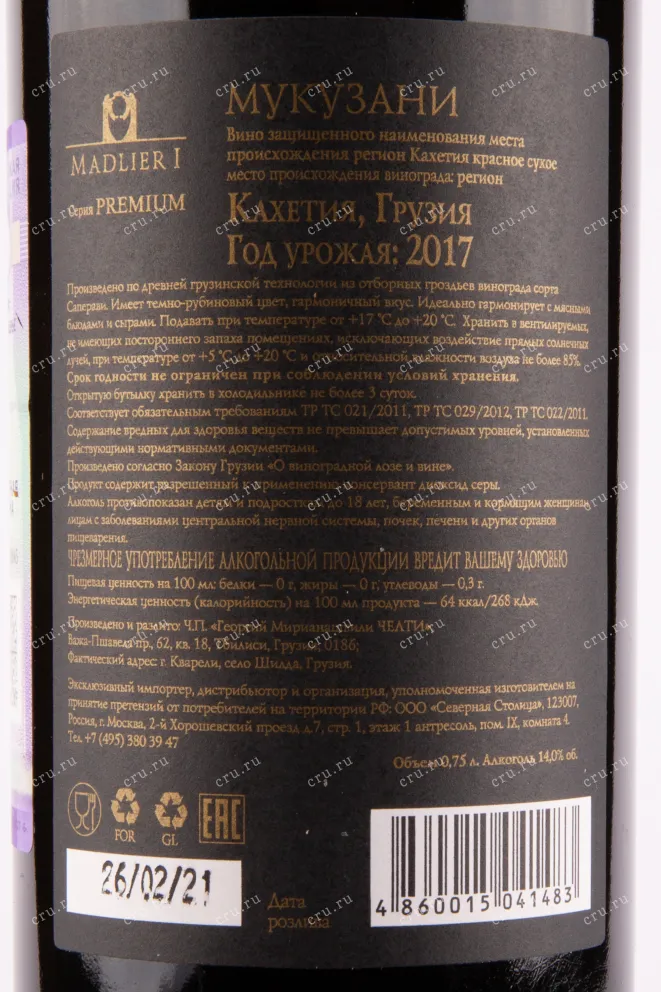 МУКУЗАНИ
Вино защищенного наименования места
происхождения регион Кахетия красное сухое
место происхождения винограда: регион
Кахетия, Грузия
Год урожая: 2017
MADLIER I
Серия PREMIUM
Произведено по древней грузинской технологии из отборных гроздьев винограда сорта
Саперави. Имеет темно-рубиновый цвет, гармоничный вкус. Идеально гармонирует с мясными
блюдами и сырами. Подавать при температуре от +17 °C до +20 °C. Хранить в вентилируемых,
не имеющих постороннего запаха помещениях, исключающих воздействие прямых солнечных
лучей, при температуре от +5 °C до +20 °C и относительной влажности воздуха не более 85%.
Срок годности не ограничен при соблюдении условий хранения.
Открытую бутылку хранить в холодильнике не более 3 суток.
Соответствует обязательным требованиям ТР ТС 021/2011, ТР ТС 029/2012, ТР ТС 022/2011.
Содержание вредных для здоровья веществ не превышает допустимых уровней, установленных
действующими нормативными документами.
Произведено согласно Закону Грузии «О виноградной лозе и вине».
Продукт содержит разрешенный к применению консервант диоксид серы.
Алкоголь противопоказан детям и подросткам до 18 лет, беременным и кормящим женщинам,
лицам с заболеваниями центральной нервной системы, почек, печени и других органов
пищеварения.
ЧРЕЗМЕРНОЕ УПОТРЕБЛЕНИЕ АЛКОГОЛЬНОЙ ПРОДУКЦИИ ВРЕДИТ ВАШЕМУ ЗДОРОВЬЮ
Пищевая ценность на 100 мл: белки — 0 г, жиры — 0 г, углеводы — 0,3 г.
Энергетическая ценность (калорийность) на 100 мл продукта — 64 ккал/268 кДж.
Произведено и разлито: Ч.П. «Георгий Мирианашвили ЧЕЛТИ»,
Важа-Пшавела пр., 62, кв. 18, Тбилиси, Грузия, 0186;
Фактический адрес: г. Кварели, село Шилда, Грузия.
Эксклюзивный импортер, дистрибьютор и организация, уполномоченная изготовителем на
принятие претензий от потребителей на территории РФ: ООО «Северная Столица», 123007,
Россия, г. Москва, 2-й Хорошевский проезд д.7, стр. 1, этаж 1 антресоль, пом. IX, комната 4.
Тел. +7 (495) 380 39 47
Объем 0,75 л. Алкоголь 14,0% об.
FOR
GL
EAC
26/02/21
Дата
розлива
4 860015 041483
cru.ru